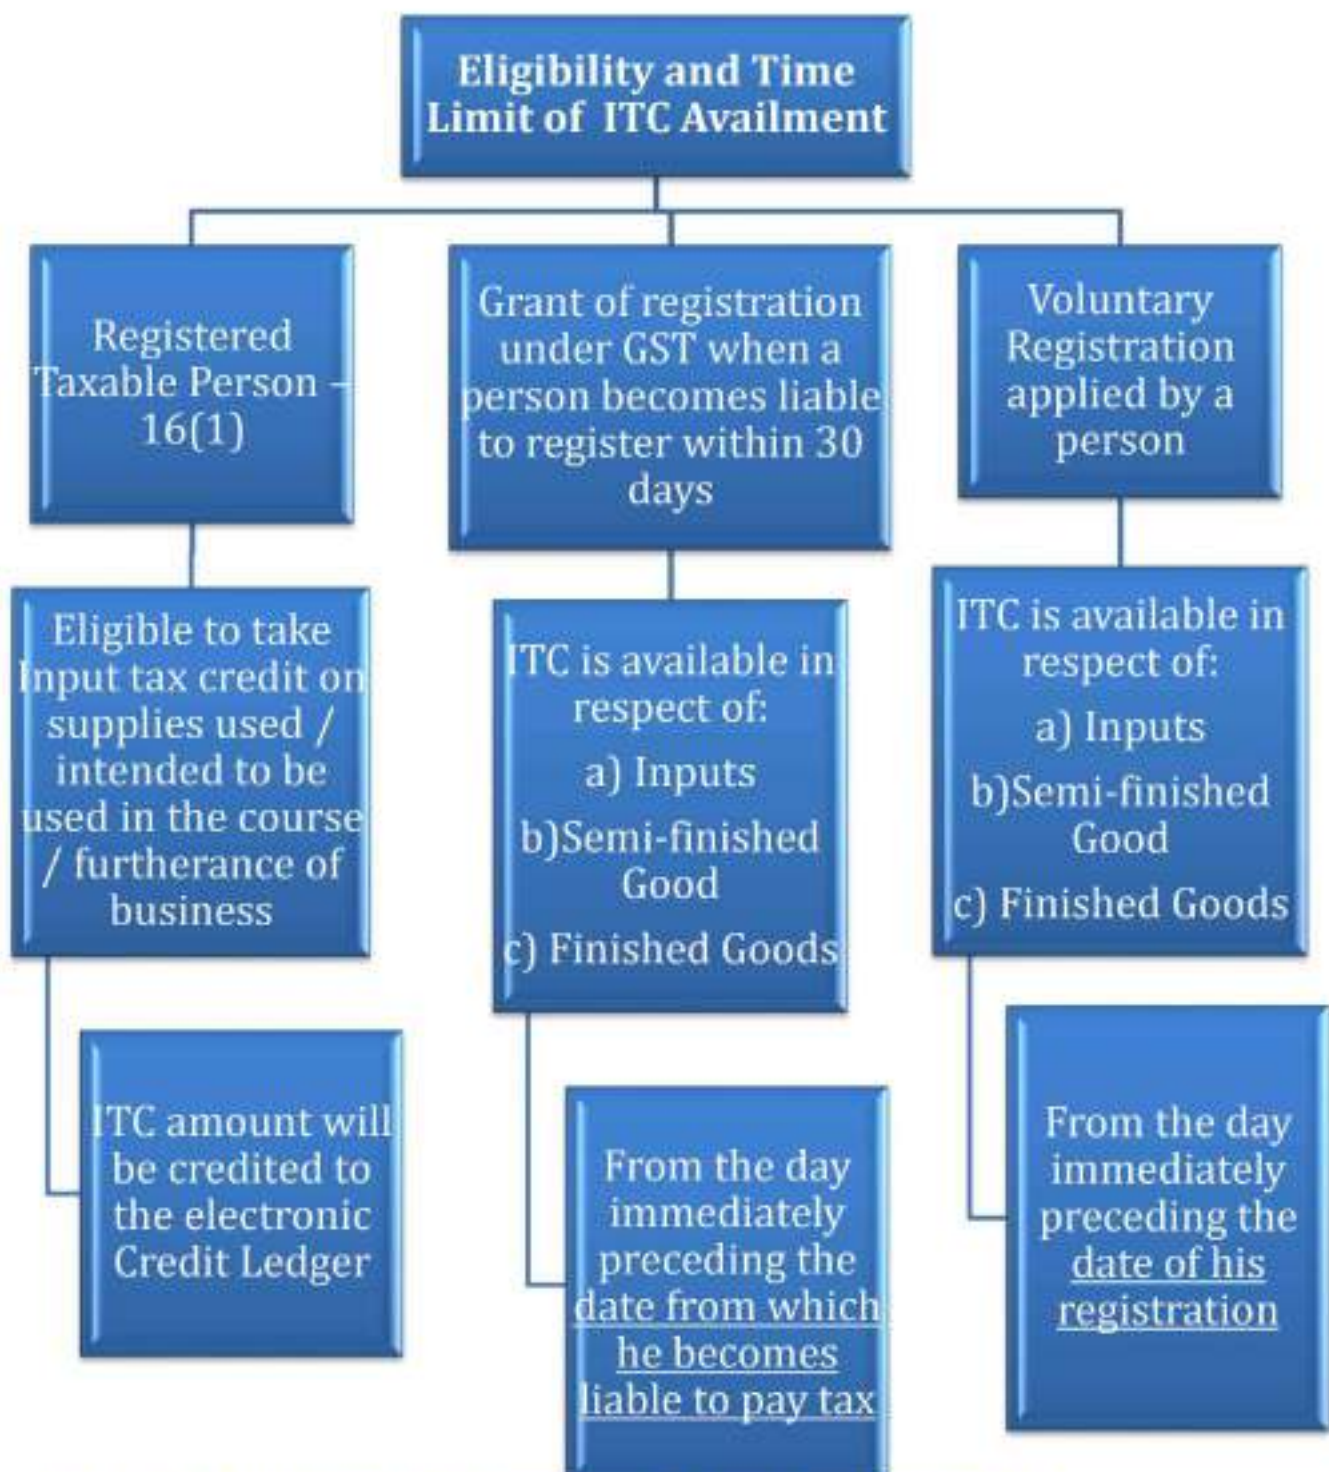 Eligibility and Time
Limit of ITC Availment
Registered
Taxable Person –
16(1)
Eligible to take
Input tax credit on
supplies used /
intended to be
used in the course
/ furtherance of
business
ITC amount will
be credited to
the electronic
Credit Ledger
Grant of registration
under GST when a
person becomes liable
to register within 30
days
ITC is available in
respect of:
a) Inputs
b)Semi-finished
Good
c) Finished Goods
From the day
immediately
preceding the
date from which
he becomes
liable to pay tax
Voluntary
Registration
applied by a
person
ITC is available in
respect of:
a) Inputs
b)Semi-finished
Good
c) Finished Goods
From the day
immediately
preceding the
date of his
registration